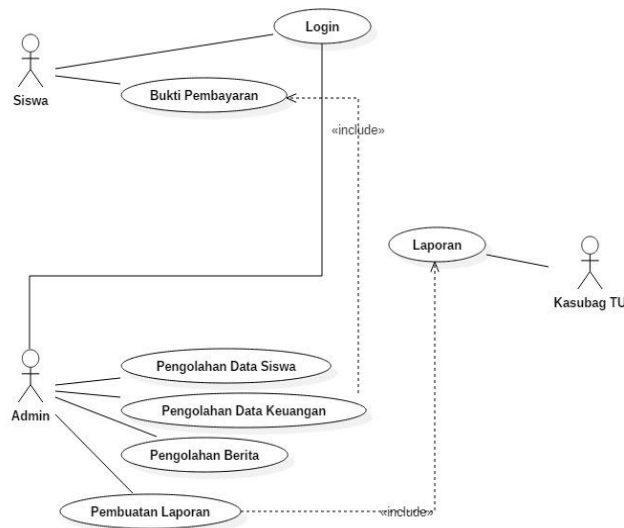 Login
Siswa
Bukti Pembayaran
«include»
Laporan
Kasubag TU
Pengolahan Data Siswa
Admin
Pengolahan Data Keuangan
Pengolahan Berita
Pembuatan Laporan
«include»